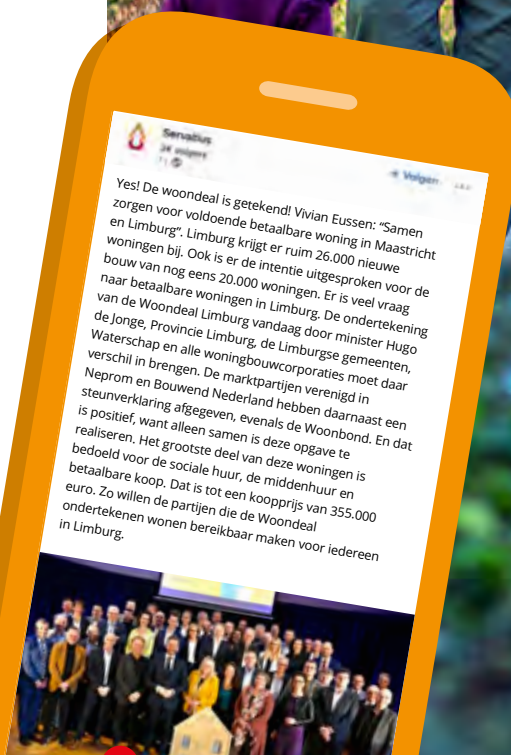 Servatius
volgers
Volgen
Yes! De woondeal is getekend! Vivian Eussen: “Samen
zorgen voor voldoende betaalbare woning in Maastricht
en Limburg”. Limburg krijgt er ruim 26.000 nieuwe
woningen bij. Ook is er de intentie uitgesproken voor de
bouw van nog eens 20.000 woningen. Er is veel vraag
naar betaalbare woningen in Limburg. De ondertekening
van de Woondeal Limburg vandaag door minister Hugo
de Jonge, Provincie Limburg, de Limburgse gemeenten,
Waterschap en alle woningbouwcorporaties moet daar
verschil in brengen. De marktpartijen verenigd in
Neprom en Bouwend Nederland hebben daarnaast een
steunverklaring afgegeven, evenals de Woonbond. En dat
is positief, want alleen samen is deze opgave te
realiseren. Het grootste deel van deze woningen is
bedoeld voor de sociale huur, de middenhuur en
betaalbare koop. Dat is tot een koopprijs van 355.000
euro. Zo willen de partijen die de Woondeal
ondertekenen wonen bereikbaar maken voor iedereen
in Limburg.